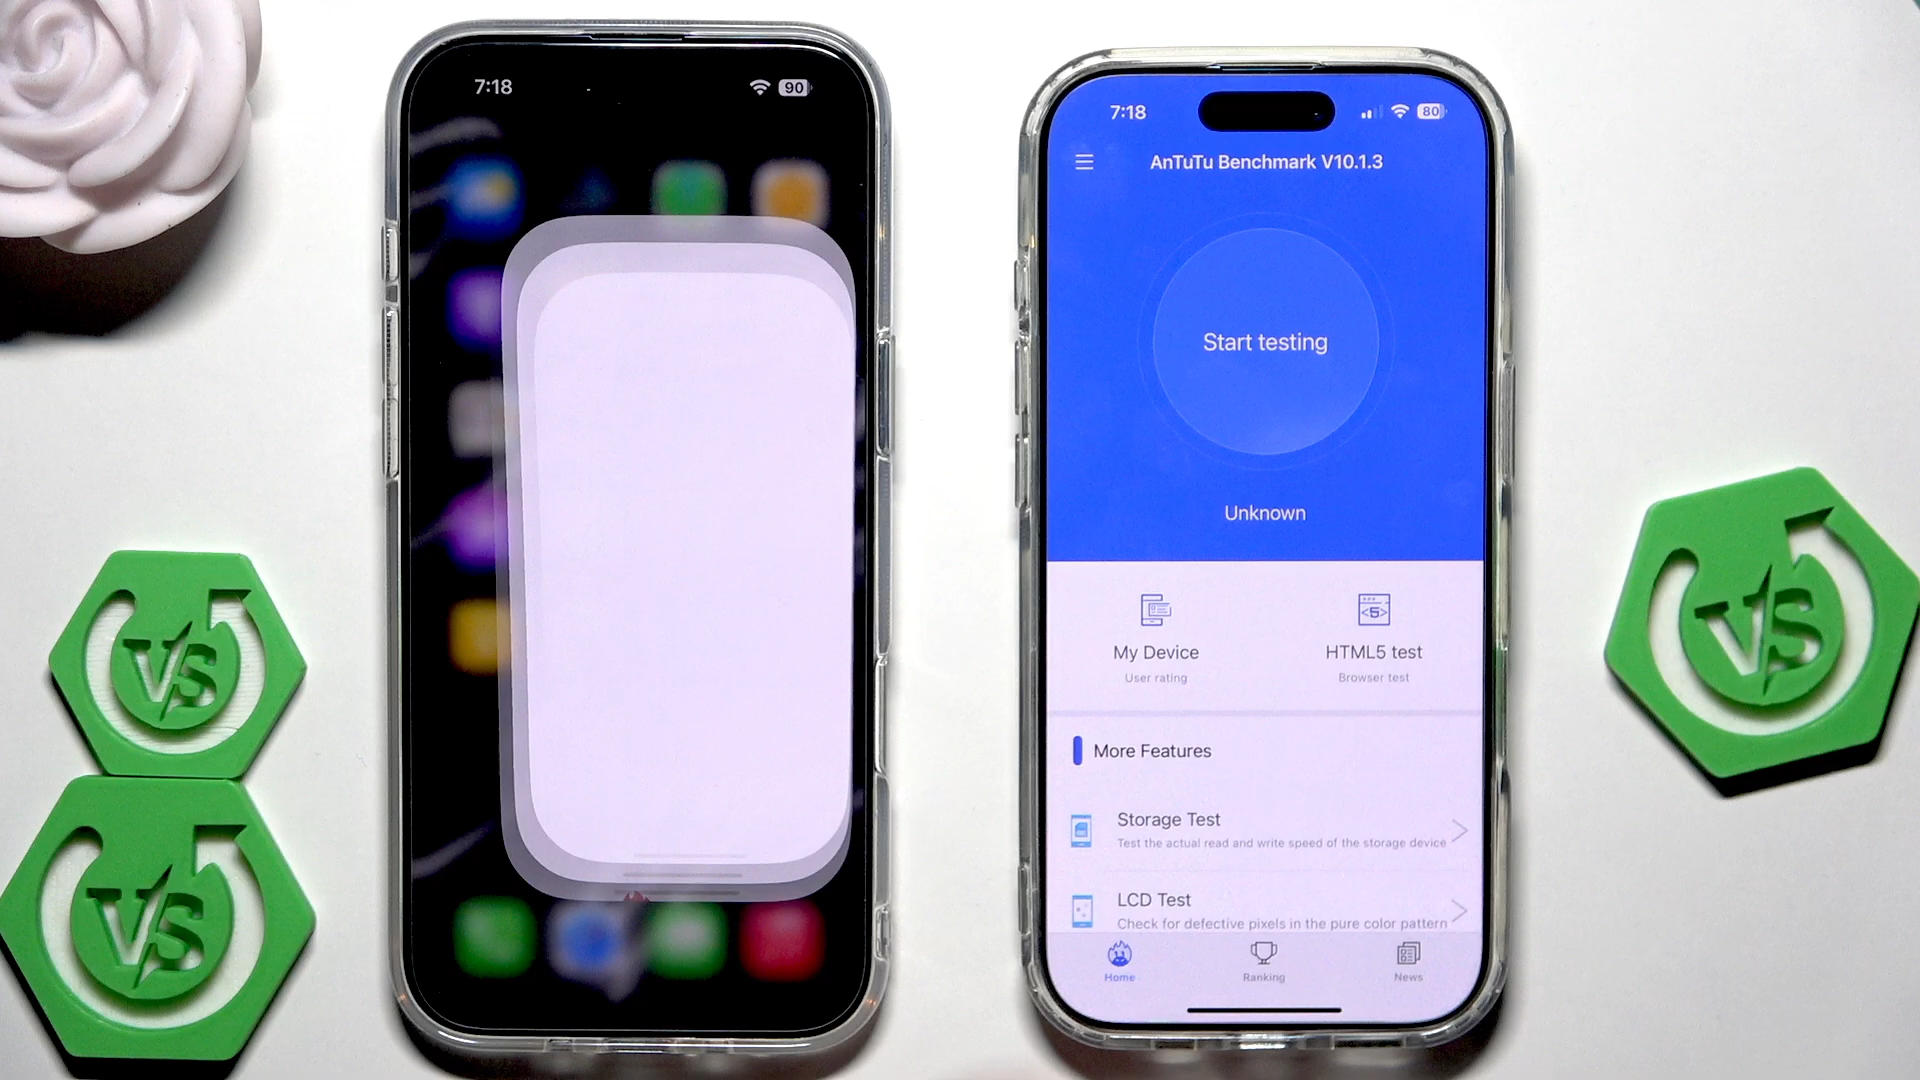 7:18
90
7:18
80
AnTuTu Benchmark V10.1.3
Start testing
Unknown
My Device
User rating
HTML5 test
Browser test
More Features
Storage Test
Test the actual read and write speed of the storage device
LCD Test
Check for defective pixels in the pure color pattern
Home
Ranking
News
VS
VS
VS